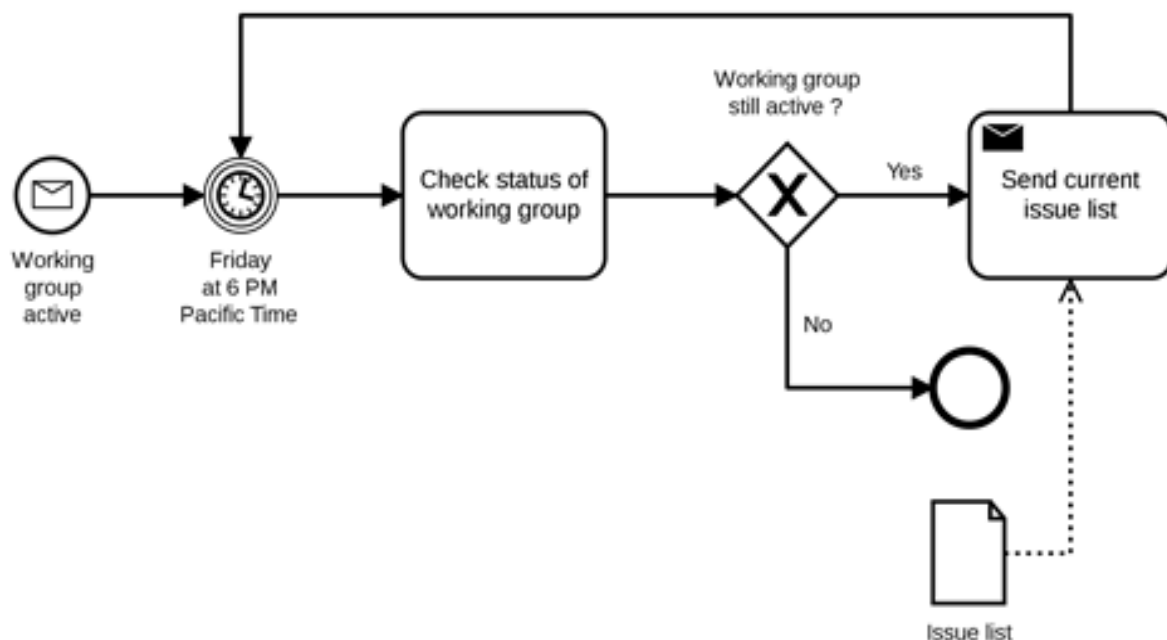 Working group
still active ?
Check status of
working group
Yes
Send current
issue list
Working
group
active
Friday
at 6 PM
Pacific Time
No
Issue list